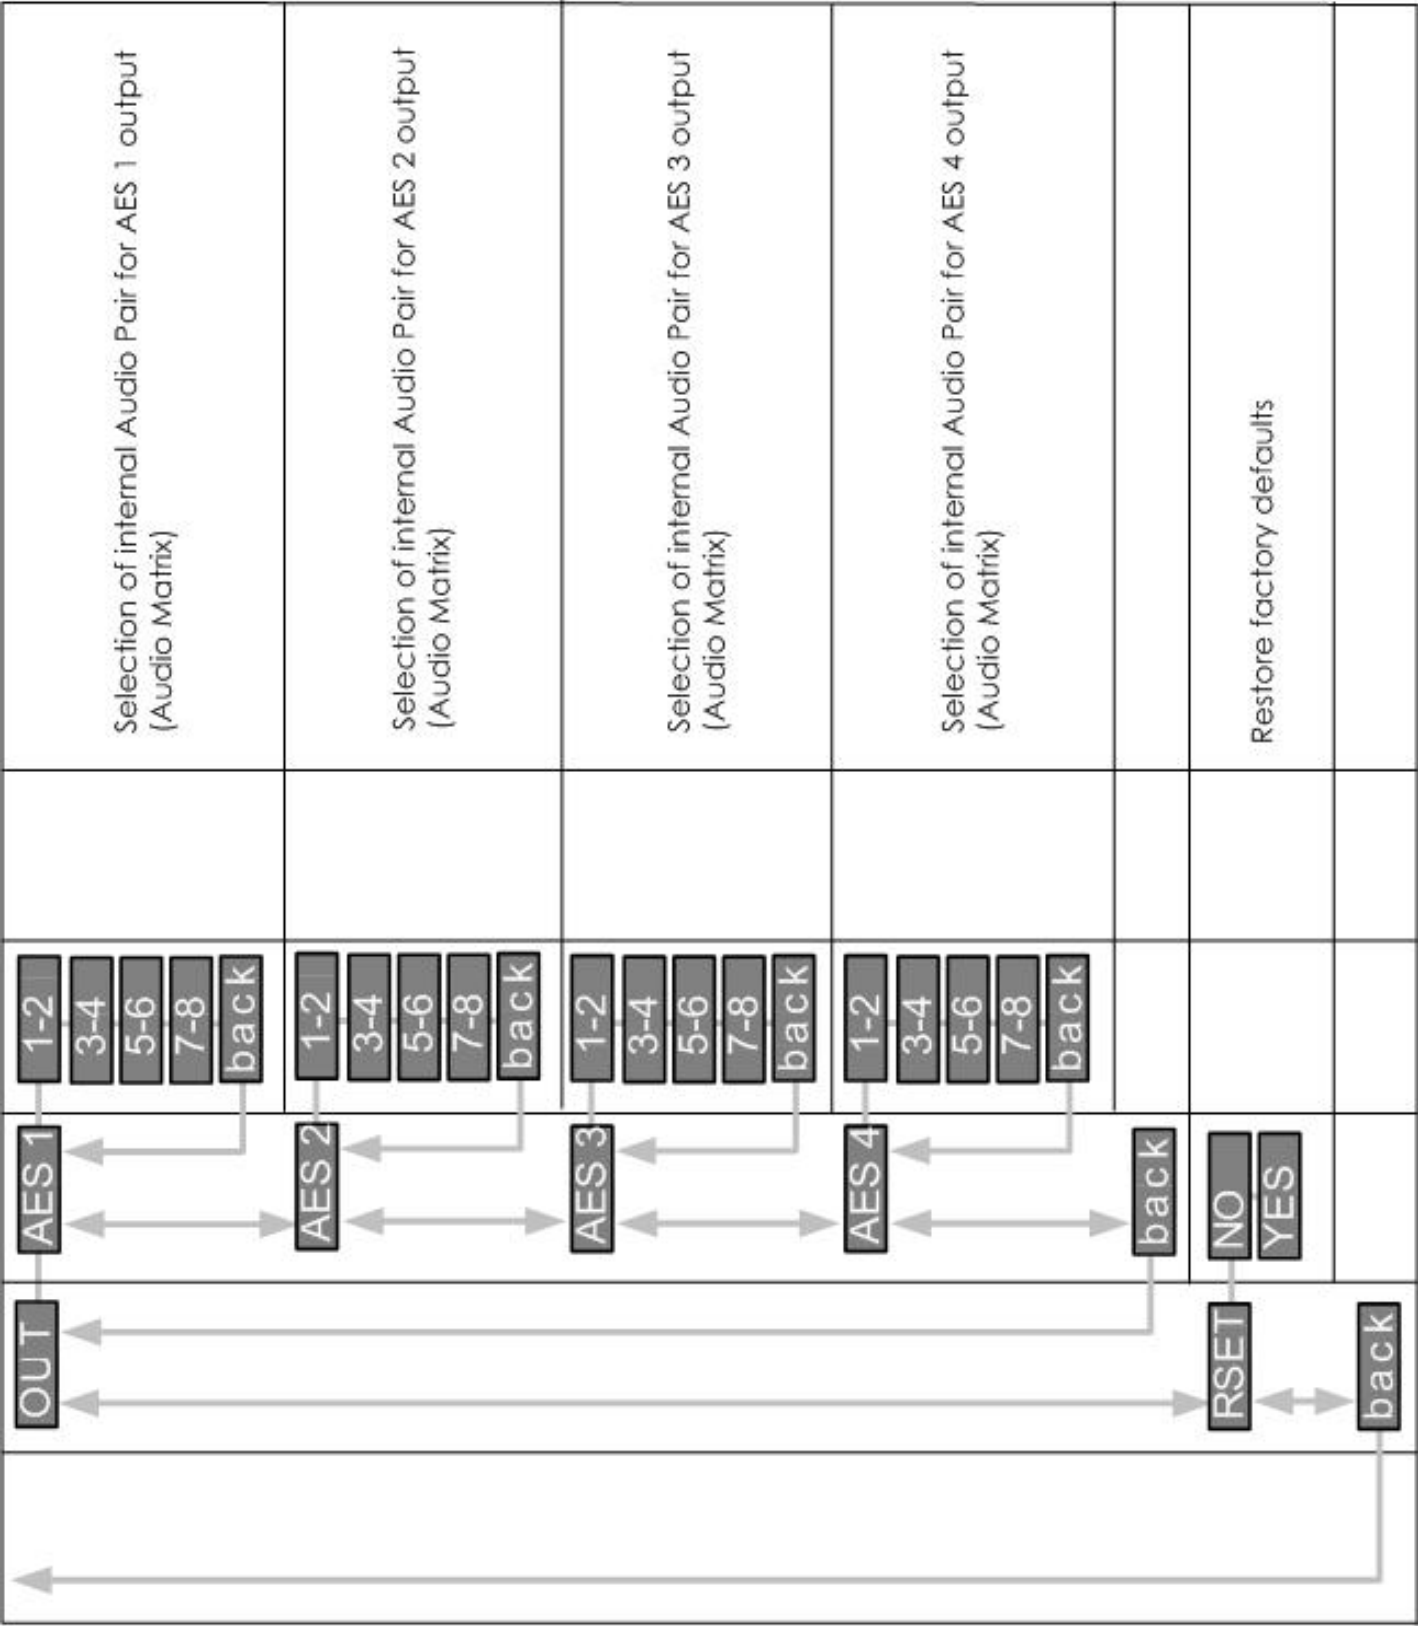 OUT
AES 1
1-2
3-4
5-6
7-8
back
Selection of internal Audio Pair for AES 1 output
(Audio Matrix)
AES 2
1-2
3-4
5-6
7-8
back
Selection of internal Audio Pair for AES 2 output
(Audio Matrix)
AES 3
1-2
3-4
5-6
7-8
back
Selection of internal Audio Pair for AES 3 output
(Audio Matrix)
AES 4
1-2
3-4
5-6
7-8
back
Selection of internal Audio Pair for AES 4 output
(Audio Matrix)
back
RSET
NO
YES
Restore factory defaults
back